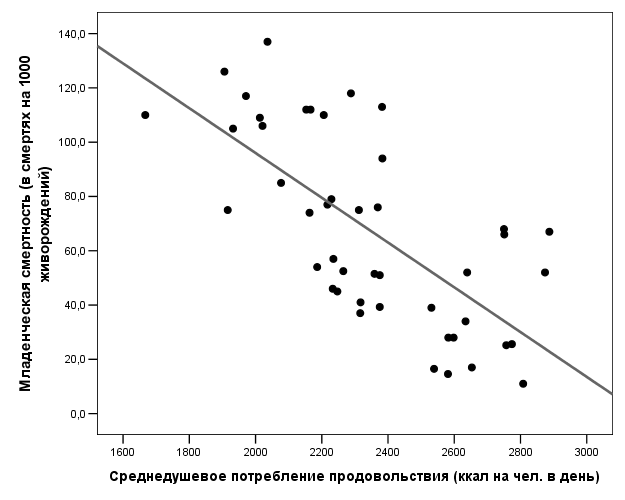 140,0
120,0
100,0
80,0
60,0
40,0
20,0
0,0
Младенческая смертность (в смертях на 1000
живорождений)
1600 1800 2000 2200 2400 2600 2800 3000
Среднедушевое потребление продовольствия (ккал на чел. в день)